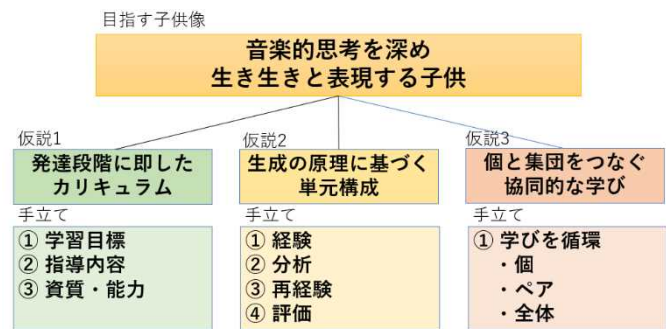 目指す子供像
音楽的思考を深め
生き生きと表現する子供
仮説1
発達段階に即した
カリキュラム
手立て
① 学習目標
② 指導内容
③ 資質・能力
仮説2
生成の原理に基づく
単元構成
手立て
① 経験
② 分析
③ 再経験
④ 評価
仮説3
個と集団をつなぐ
協同的な学び
手立て
① 学びを循環
・個
・ペア
・全体